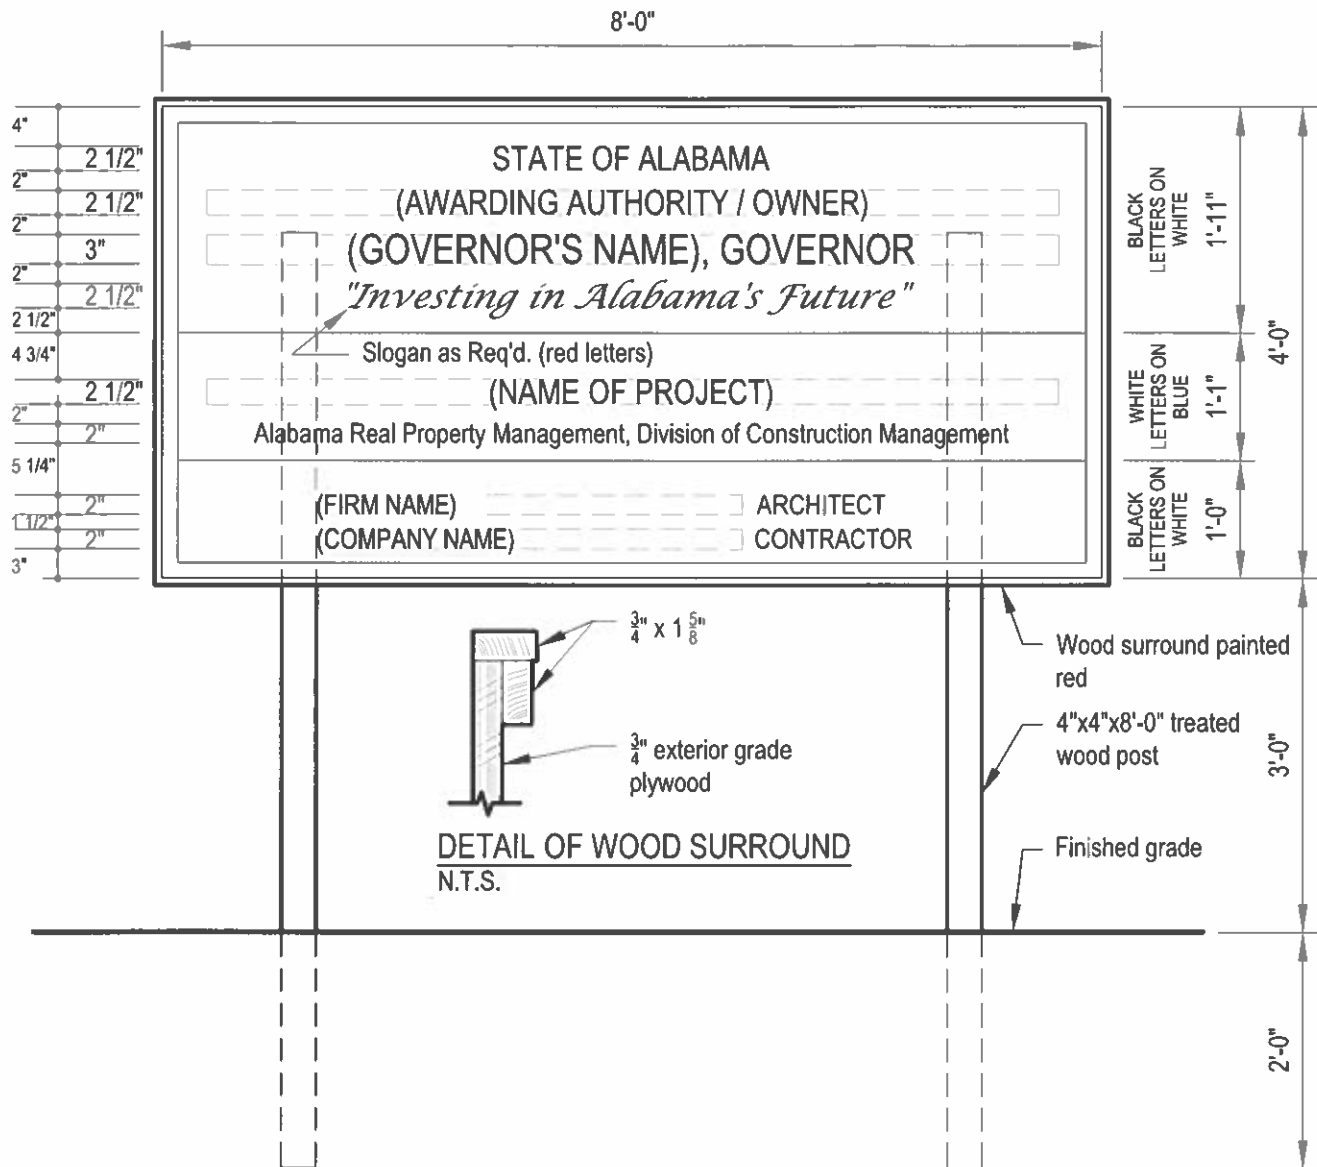 8'-0"
4"
2 1/2"
2"
2 1/2"
2"
3"
2"
2 1/2"
2 1/2"
4 3/4"
2 1/2"
2"
2"
5 1/4"
2"
1 1/2"
2"
3"
STATE OF ALABAMA
(AWARDING AUTHORITY / OWNER)
(GOVERNOR'S NAME), GOVERNOR
"Investing in Alabama's Future"
Slogan as Req'd. (red letters)
(NAME OF PROJECT)
Alabama Real Property Management, Division of Construction Management
(FIRM NAME) ARCHITECT
(COMPANY NAME) CONTRACTOR
BLACK
LETTERS ON
WHITE
1'-11"
WHITE
LETTERS ON
BLUE
1'-1"
BLACK
LETTERS ON
WHITE
1'-0"
4'-0"
3/4" x 1 5/8"
3/4" exterior grade
plywood
DETAIL OF WOOD SURROUND
N.T.S.
Wood surround painted
red
4"x4"x8'-0" treated
wood post
Finished grade
3'-0"
2'-0"